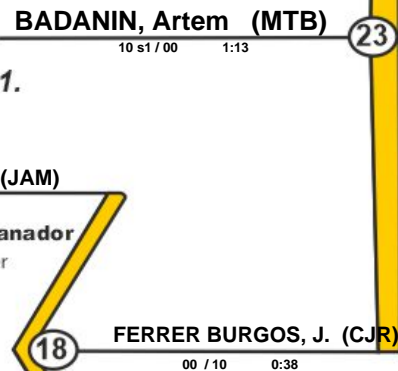 BADANIN, Artem (MTB)
23
10 s1 / 00 1:13
1.
(JAM)
anador
r
18
FERRER BURGOS, J. (CJR)
00 / 10 0:38